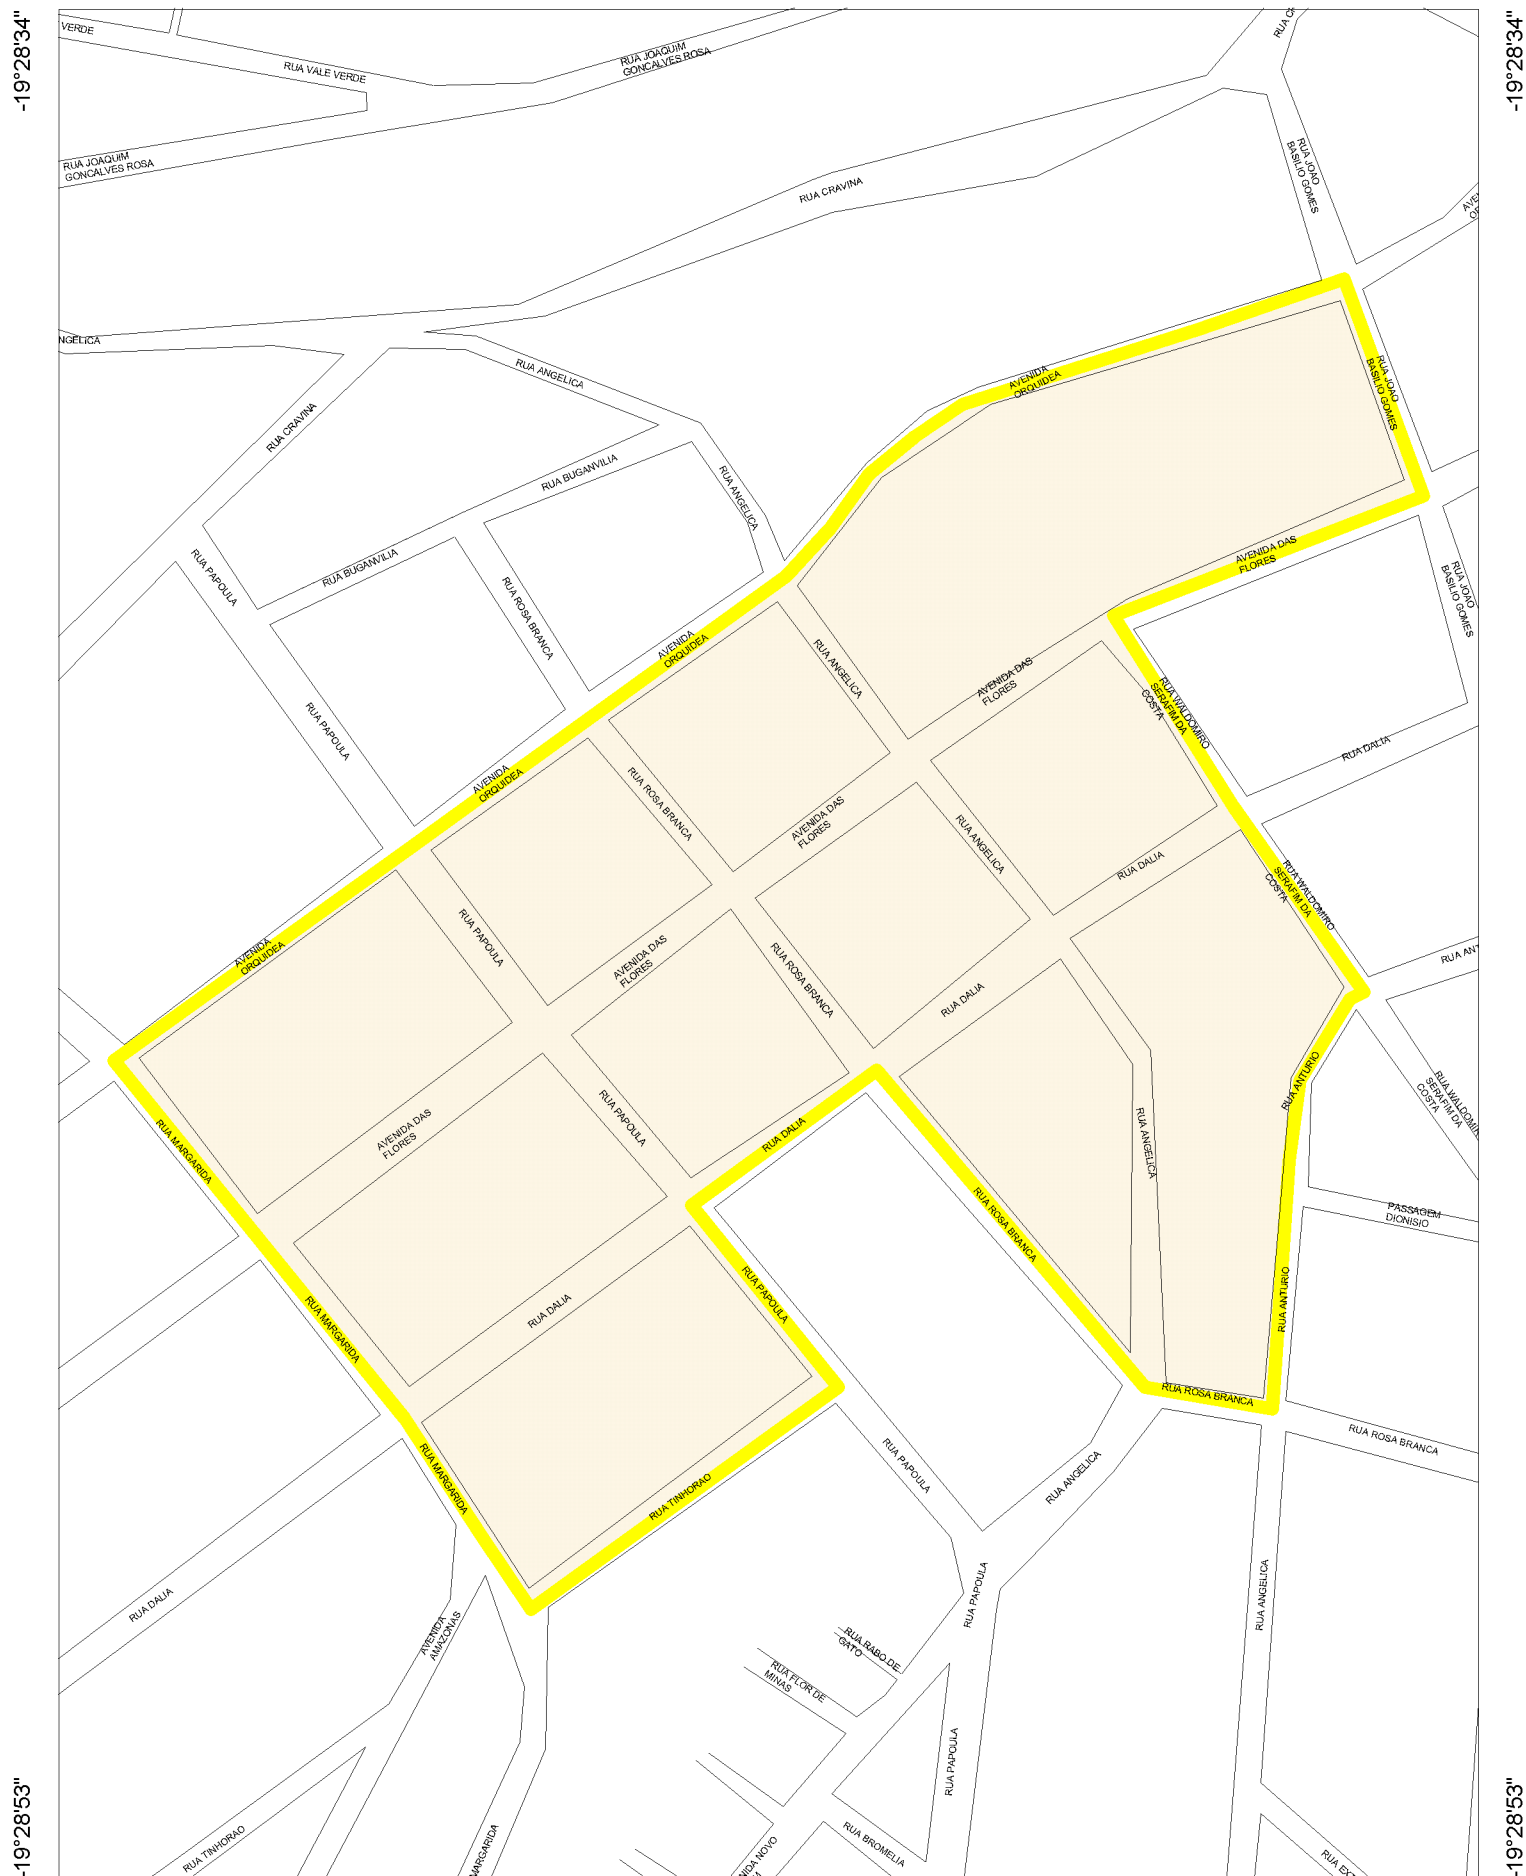 -19°28'34"
-19°28'34"
VERDE
RUA VALE VERDE
RUA JOAQUIM
GONCALVES ROSA
RUA JOAQUIM
GONCALVES ROSA
RUA CRAVINA
RUA JOAO
BASILIO GOMES
NGELICA
RUA ANGELICA
RUA CRAVINA
RUA BUGANVILIA
RUA ANGELICA
AVENIDA
ORQUIDEA
RUA JOAO
BASILIO GOMES
RUA PAPOULA
RUA BUGANVILIA
RUA ROSA BRANCA
AVENIDA DAS
FLORES
RUA JOAO
BASILIO GOMES
AVENIDA
ORQUIDEA
RUA ANGELICA
AVENIDA DAS
FLORES
RUA WALDOMIRO
SERAFIM DA
COSTA
RUA PAPOULA
AVENIDA
ORQUIDEA
RUA ROSA BRANCA
AVENIDA DAS
FLORES
RUA ANGELICA
RUA DALIA
RUA DALIA
RUA WALDOMIRO
SERAFIM DA
COSTA
AVENIDA
ORQUIDEA
RUA PAPOULA
AVENIDA DAS
FLORES
RUA ROSA BRANCA
RUA DALIA
RUA ANT
RUA MARGARIDA
AVENIDA DAS
FLORES
RUA PAPOULA
RUA DALIA
RUA ANGELICA
RUA ANTURIO
RUA WALDOMI
SERAFIM DA
COSTA
RUA ROSA BRANCA
PASSAGEM
DIONISIO
RUA MARGARIDA
RUA DALIA
RUA PAPOULA
RUA ANTURIO
RUA ROSA BRANCA
RUA ROSA BRANCA
RUA MARGARIDA
RUA TINHORAO
RUA PAPOULA
RUA ANGELICA
RUA DALIA
AVENIDA
AMAZONAS
RUA PAPOULA
RUA ANGELICA
RUA RABO DE
GATO
RUA FLOR DE
MINAS
RUA PAPOULA
RUA TINHORAO
MARGARIDA
NIDA NOVO
RUA BROMELIA
-19°28'53"
-19°28'53"